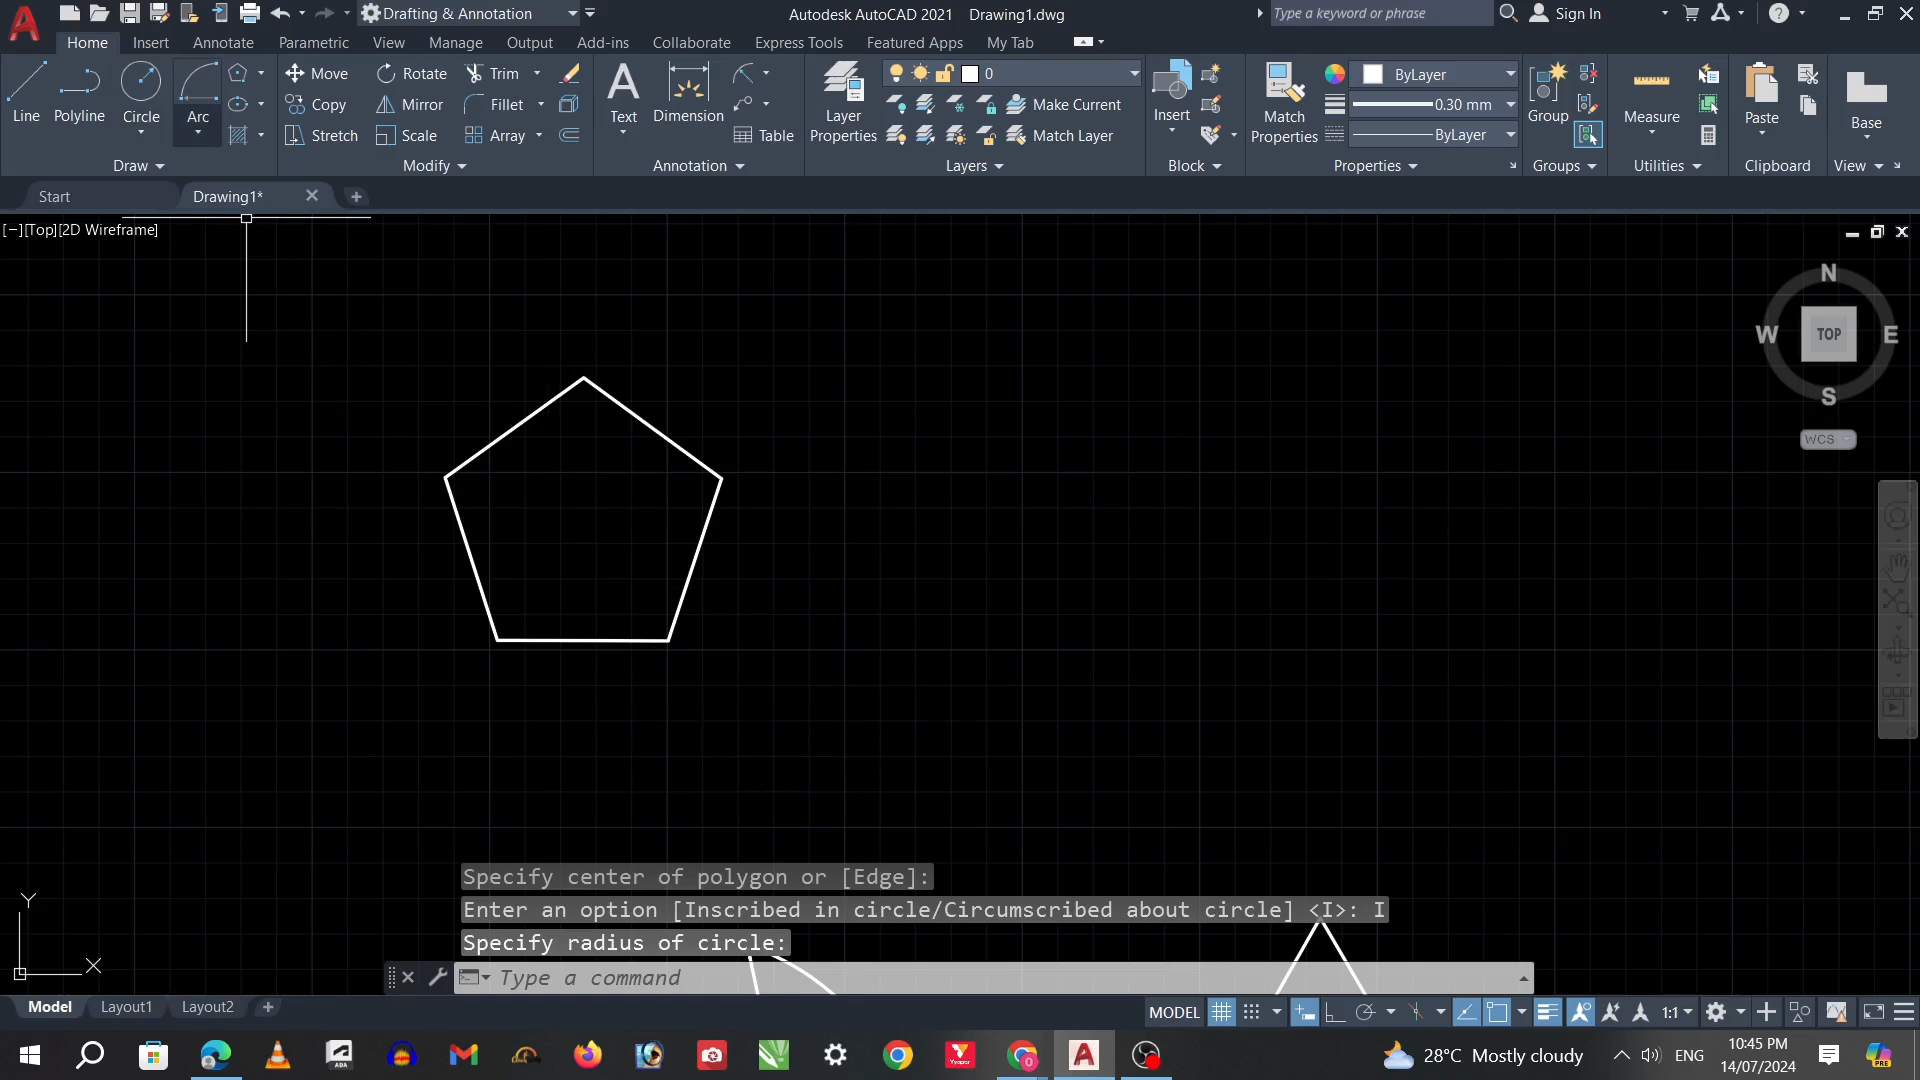 Drafting & Annotation
Autodesk AutoCAD 2021 Drawing1.dwg
Type a keyword or phrase
Sign In
Home Insert Annotate Parametric View Manage Output Add-ins Collaborate Express Tools Featured Apps My Tab
Line Polyline Circle Arc
Move Rotate Trim
Copy Mirror Fillet
Stretch Scale Array
Text Dimension Table
Layer Properties
0
Make Current
Match Layer
Insert
Match Properties
ByLayer
0.30 mm
ByLayer
Group
Measure
Paste
Base
Draw Modify Annotation Layers Block Properties Groups Utilities Clipboard View
Start Drawing1*
[−][Top][2D Wireframe]
N
W TOP E
S
WCS
Specify center of polygon or [Edge]:
Enter an option [Inscribed in circle/Circumscribed about circle] <I>: I
Specify radius of circle:
Type a command
Y
X
Model Layout1 Layout2
MODEL 1:1
ADA
28°C Mostly cloudy
ENG
10:45 PM
14/07/2024
PRE